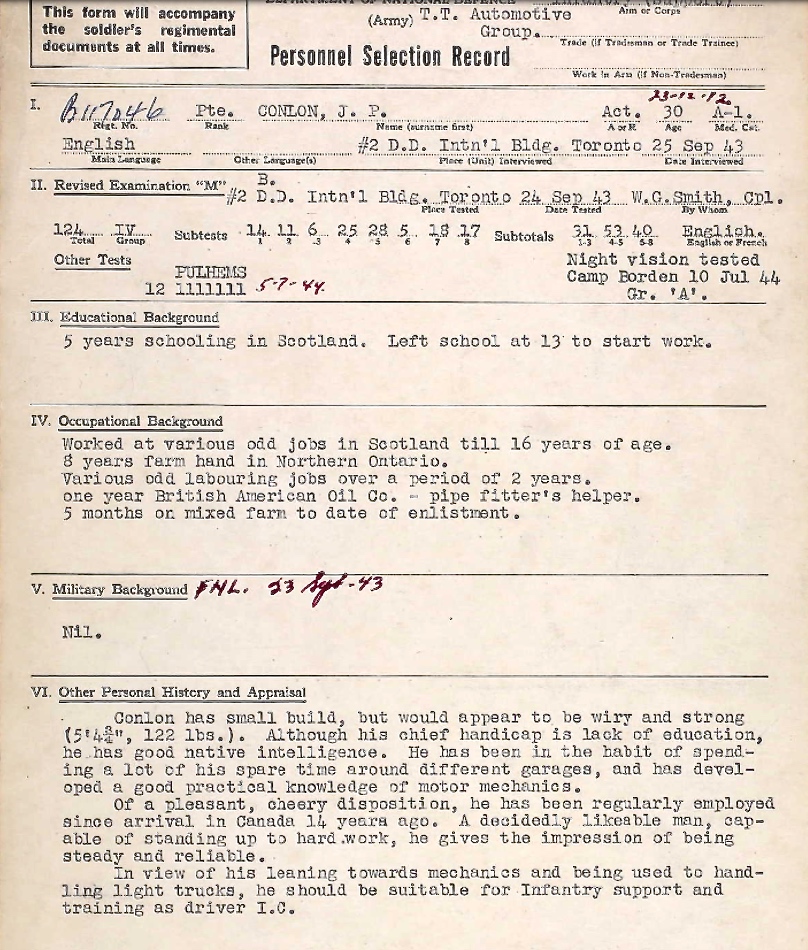 This form will accompany
the soldier's regimental
documents at all times.
DEPARTMENT OF NATIONAL DEFENCE
(Army) T.T. Automotive
Group.
Arm or Corps
Trade (if Tradesman or Trade Trainee)
Personnel Selection Record
Work in Arm (if Non-Tradesman)
23-12-12
I. B117046 Pte. CONLON, J. P. Act. 30 A-1.
Regt. No. Rank Name (surname first) A or R Age Med. Cat.
English #2 D.D. Intn'l Bldg. Toronto 25 Sep 43
Main Language Other Language(s) Place (Unit) Interviewed Date Interviewed
II. Revised Examination "M" B.
#2 D.D. Intn'l Bldg. Toronto 24 Sep 43 W.G.Smith, Cpl.
Place Tested Date Tested By Whom
124 IV Subtests 14 11 6 25 28 5 18 17 Subtotals 31 53 40 English.
Total Group 1 2 3 4 5 6 7 8 1-3 4-5 6-8 English or French
Other Tests Night vision tested
PULHEMS Camp Borden 10 Jul 44
12 1111111 5-7-44. Gr. 'A'.
III. Educational Background
5 years schooling in Scotland. Left school at 13 to start work.
IV. Occupational Background
Worked at various odd jobs in Scotland till 16 years of age.
8 years farm hand in Northern Ontario.
Various odd labouring jobs over a period of 2 years.
one year British American Oil Co. - pipe fitter's helper.
5 months on mixed farm to date of enlistment.
V. Military Background ENL. 23 Sept-43
Nil.
VI. Other Personal History and Appraisal
Conlon has small build, but would appear to be wiry and strong
(5'4¾", 122 lbs.). Although his chief handicap is lack of education,
he has good native intelligence. He has been in the habit of spend-
ing a lot of his spare time around different garages, and has devel-
oped a good practical knowledge of motor mechanics.
Of a pleasant, cheery disposition, he has been regularly employed
since arrival in Canada 14 years ago. A decidedly likeable man, cap-
able of standing up to hard work, he gives the impression of being
steady and reliable.
In view of his leaning towards mechanics and being used to hand-
ling light trucks, he should be suitable for Infantry support and
training as driver I.C.